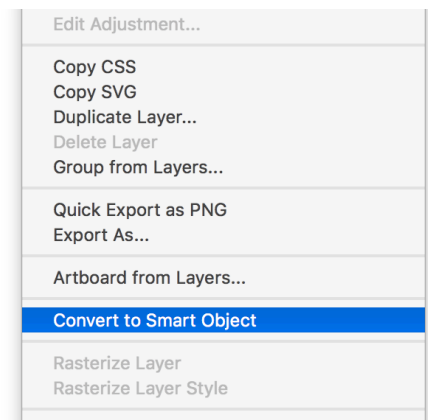 Edit Adjustment...
Copy CSS
Copy SVG
Duplicate Layer...
Delete Layer
Group from Layers...
Quick Export as PNG
Export As...
Artboard from Layers...
Convert to Smart Object
Rasterize Layer
Rasterize Layer Style